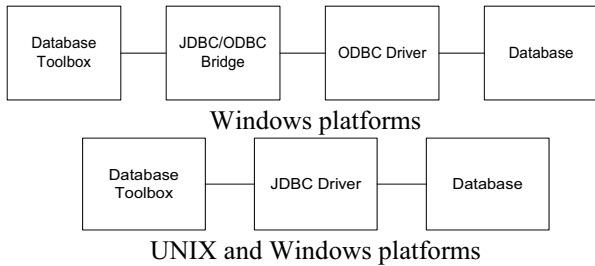 Database
Toolbox
JDBC/ODBC
Bridge
ODBC Driver
Database
Windows platforms
Database
Toolbox
JDBC Driver
Database
UNIX and Windows platforms